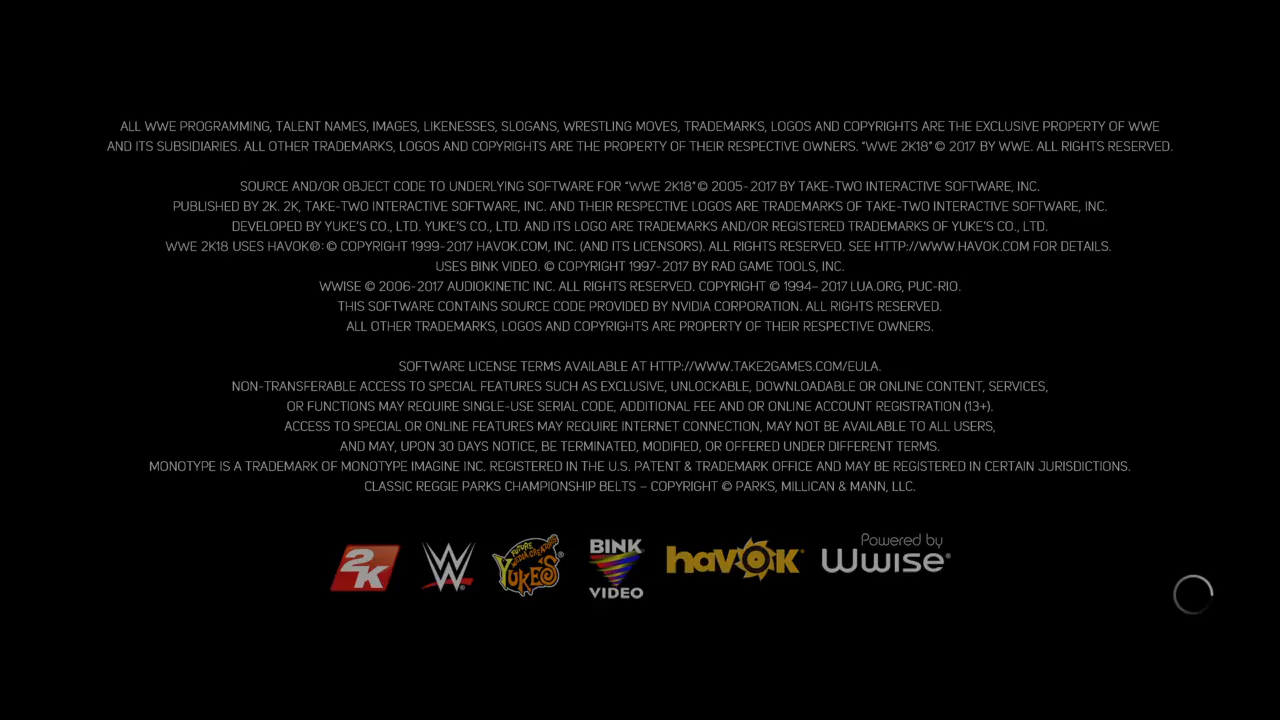 ALL WWE PROGRAMMING, TALENT NAMES, IMAGES, LIKENESSES, SLOGANS, WRESTLING MOVES, TRADEMARKS, LOGOS AND COPYRIGHTS ARE THE EXCLUSIVE PROPERTY OF WWE
AND ITS SUBSIDIARIES. ALL OTHER TRADEMARKS, LOGOS AND COPYRIGHTS ARE THE PROPERTY OF THEIR RESPECTIVE OWNERS. "WWE 2K18" © 2017 BY WWE. ALL RIGHTS RESERVED.
SOURCE AND/OR OBJECT CODE TO UNDERLYING SOFTWARE FOR "WWE 2K18" © 2005-2017 BY TAKE-TWO INTERACTIVE SOFTWARE, INC.
PUBLISHED BY 2K. 2K, TAKE-TWO INTERACTIVE SOFTWARE, INC. AND THEIR RESPECTIVE LOGOS ARE TRADEMARKS OF TAKE-TWO INTERACTIVE SOFTWARE, INC.
DEVELOPED BY YUKE'S CO., LTD. YUKE'S CO., LTD. AND ITS LOGO ARE TRADEMARKS AND/OR REGISTERED TRADEMARKS OF YUKE'S CO., LTD.
WWE 2K18 USES HAVOK®: © COPYRIGHT 1999-2017 HAVOK.COM, INC. (AND ITS LICENSORS). ALL RIGHTS RESERVED. SEE HTTP://WWW.HAVOK.COM FOR DETAILS.
USES BINK VIDEO. © COPYRIGHT 1997-2017 BY RAD GAME TOOLS, INC.
WWISE © 2006-2017 AUDIOKINETIC INC. ALL RIGHTS RESERVED. COPYRIGHT © 1994– 2017 LUA.ORG, PUC-RIO.
THIS SOFTWARE CONTAINS SOURCE CODE PROVIDED BY NVIDIA CORPORATION. ALL RIGHTS RESERVED.
ALL OTHER TRADEMARKS, LOGOS AND COPYRIGHTS ARE PROPERTY OF THEIR RESPECTIVE OWNERS.
SOFTWARE LICENSE TERMS AVAILABLE AT HTTP://WWW.TAKE2GAMES.COM/EULA.
NON-TRANSFERABLE ACCESS TO SPECIAL FEATURES SUCH AS EXCLUSIVE, UNLOCKABLE, DOWNLOADABLE OR ONLINE CONTENT, SERVICES,
OR FUNCTIONS MAY REQUIRE SINGLE-USE SERIAL CODE, ADDITIONAL FEE AND OR ONLINE ACCOUNT REGISTRATION (13+).
ACCESS TO SPECIAL OR ONLINE FEATURES MAY REQUIRE INTERNET CONNECTION, MAY NOT BE AVAILABLE TO ALL USERS,
AND MAY, UPON 30 DAYS NOTICE, BE TERMINATED, MODIFIED, OR OFFERED UNDER DIFFERENT TERMS.
MONOTYPE IS A TRADEMARK OF MONOTYPE IMAGINE INC. REGISTERED IN THE U.S. PATENT & TRADEMARK OFFICE AND MAY BE REGISTERED IN CERTAIN JURISDICTIONS.
CLASSIC REGGIE PARKS CHAMPIONSHIP BELTS – COPYRIGHT © PARKS, MILLICAN & MANN, LLC.
2K
W
FUTURE MEDIA CREATORS YUKE'S ®
BINK VIDEO
havok
Powered by
Wwise®